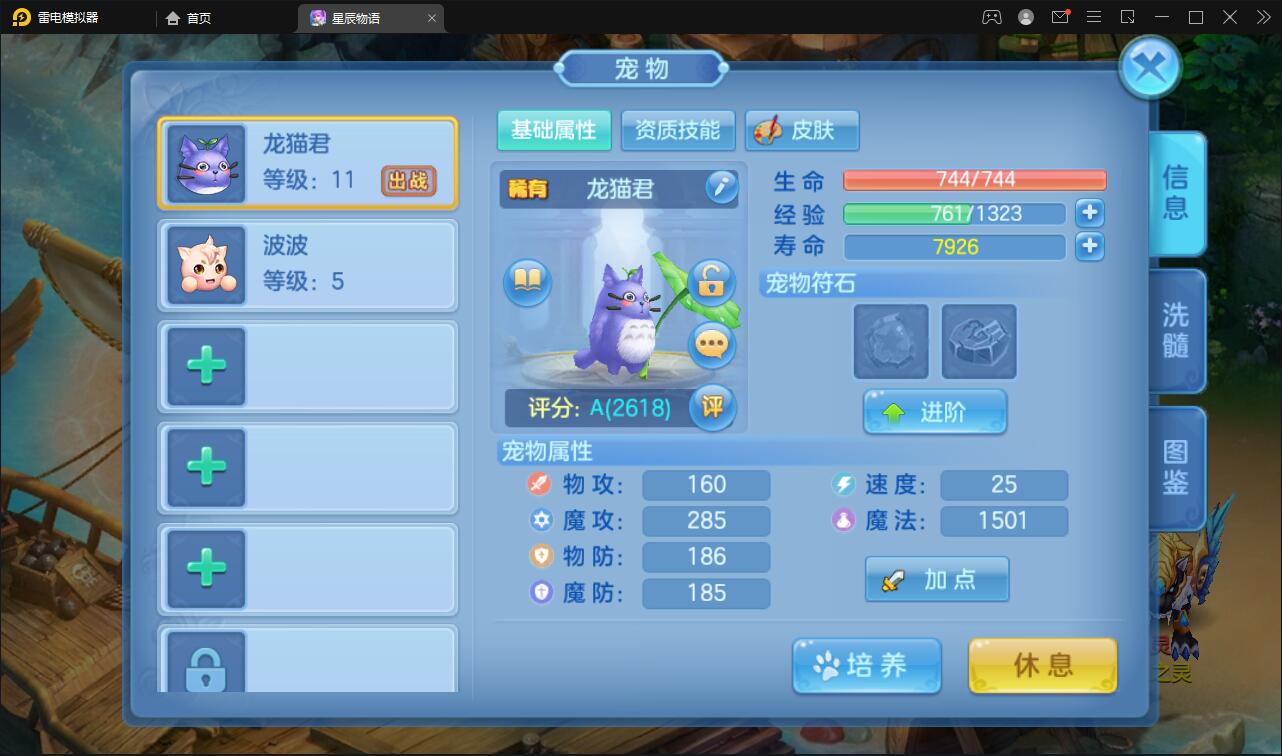 雷电模拟器
首页
星辰物语
宠物
龙猫君
等级：11
出战
波波
等级：5
基础属性
资质技能
皮肤
稀有
龙猫君
评分：A(2618)
评
生命
744/744
经验
761/1323
寿命
7926
宠物符石
进阶
宠物属性
物攻：
160
速度：
25
魔攻：
285
魔法：
1501
物防：
186
魔防：
185
加点
培养
休息
信息
洗髓
图鉴
灵
之灵